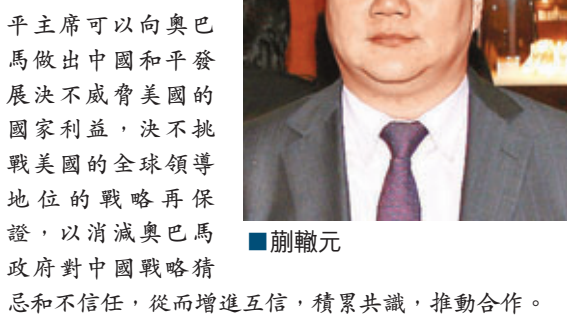 平主席可以向奧巴
馬做出中國和平發
展決不威脅美國的
國家利益，決不挑
戰美國的全球領導
地位的戰略再保
證，以消減奧巴馬
政府對中國戰略猜
忌和不信任，從而增進互信，積累共識，推動合作。
■蒯轍元